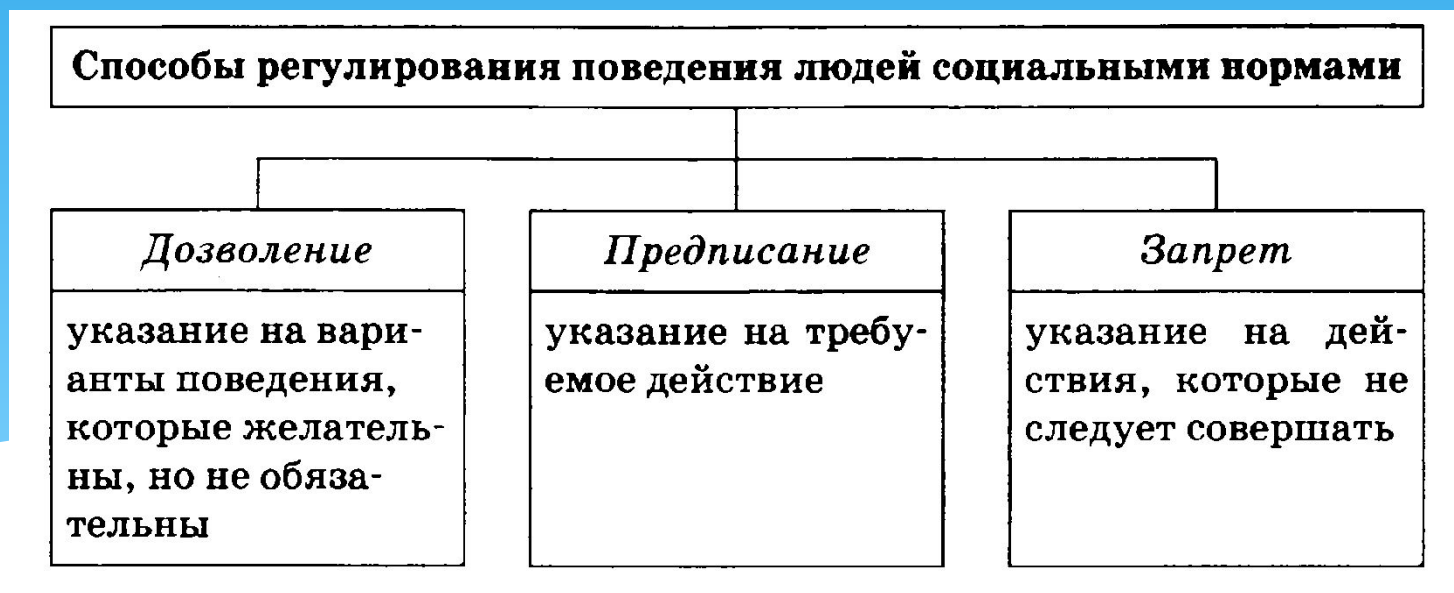 Способы регулирования поведения людей социальными нормами
Дозволение
указание на вари-
анты поведения,
которые желатель-
ны, но не обяза-
тельны
Предписание
указание на требу-
емое действие
Запрет
указание на дей-
ствия, которые не
следует совершать